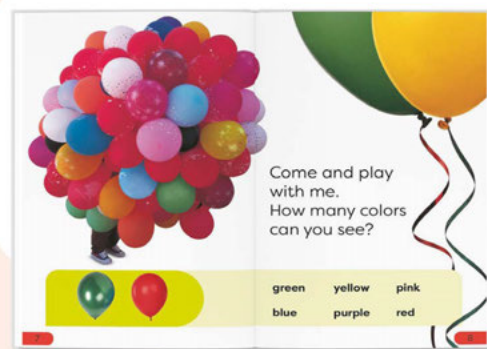 Come and play
with me.
How many colors
can you see?
green yellow pink
blue purple red
7 8